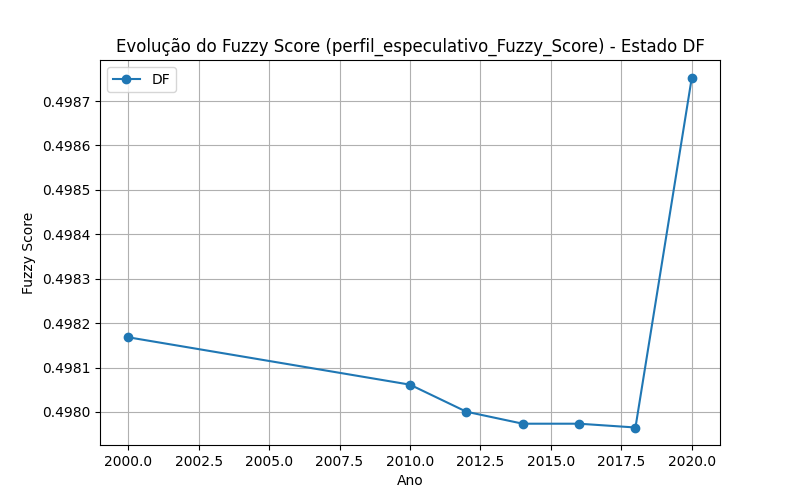 Evolução do Fuzzy Score (perfil_especulativo_Fuzzy_Score) - Estado DF
DF
Fuzzy Score
0.4987
0.4986
0.4985
0.4984
0.4983
0.4982
0.4981
0.4980
2000.0 2002.5 2005.0 2007.5 2010.0 2012.5 2015.0 2017.5 2020.0
Ano